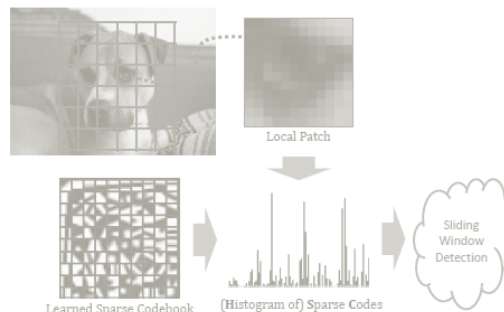 Local Patch
Sliding
Window
Detection
Learned Sparse Codebook
(Histogram of) Sparse Codes